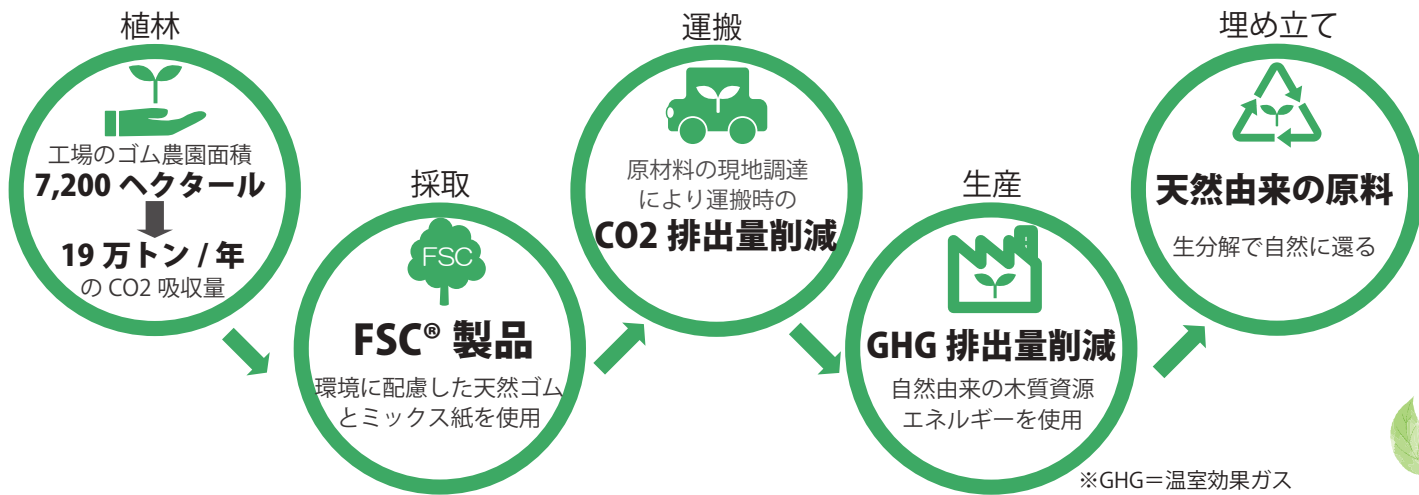 植林
工場のゴム農園面積
7,200 ヘクタール
19 万トン / 年
の CO2 吸収量
採取
FSC
FSC® 製品
環境に配慮した天然ゴム
とミックス紙を使用
運搬
原材料の現地調達
により運搬時の
CO2 排出量削減
生産
GHG 排出量削減
自然由来の木質資源
エネルギーを使用
埋め立て
天然由来の原料
生分解で自然に還る
※GHG＝温室効果ガス